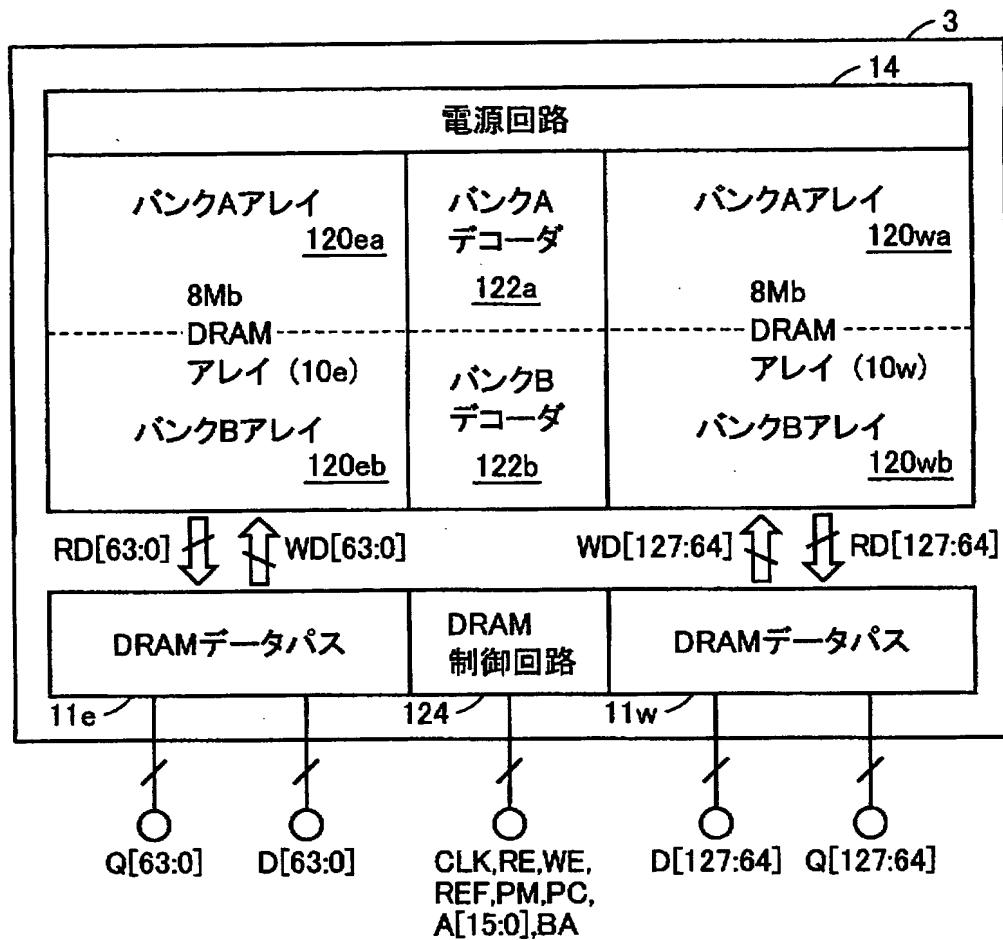 3
14
電源回路
バンクAアレイ
120ea
バンクA
デコーダ
122a
バンクAアレイ
120wa
8Mb
DRAM
アレイ (10e)
8Mb
DRAM
アレイ (10w)
バンクBアレイ
120eb
バンクB
デコーダ
122b
バンクBアレイ
120wb
RD[63:0]
WD[63:0]
WD[127:64]
RD[127:64]
DRAMデータパス
DRAM
制御回路
DRAMデータパス
11e
124
11w
Q[63:0]
D[63:0]
CLK,RE,WE,
REF,PM,PC,
A[15:0],BA
D[127:64]
Q[127:64]